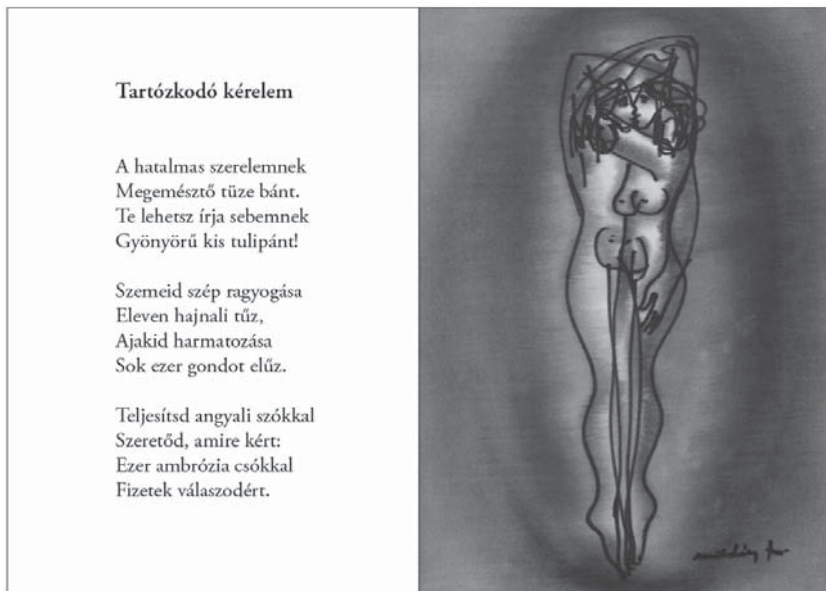 Tartózkodó kérelem
A hatalmas szerelemnek
Megemésztő tüze bánt.
Te lehetsz írja sebemnek
Gyönyörű kis tulipánt!
Szemeid szép ragyogása
Eleven hajnali tűz,
Ajakid harmatozása
Sok ezer gondot elűz.
Teljesítsd angyali szókkal
Szeretőd, amire kért:
Ezer ambrózia csókkal
Fizetek válaszodért.